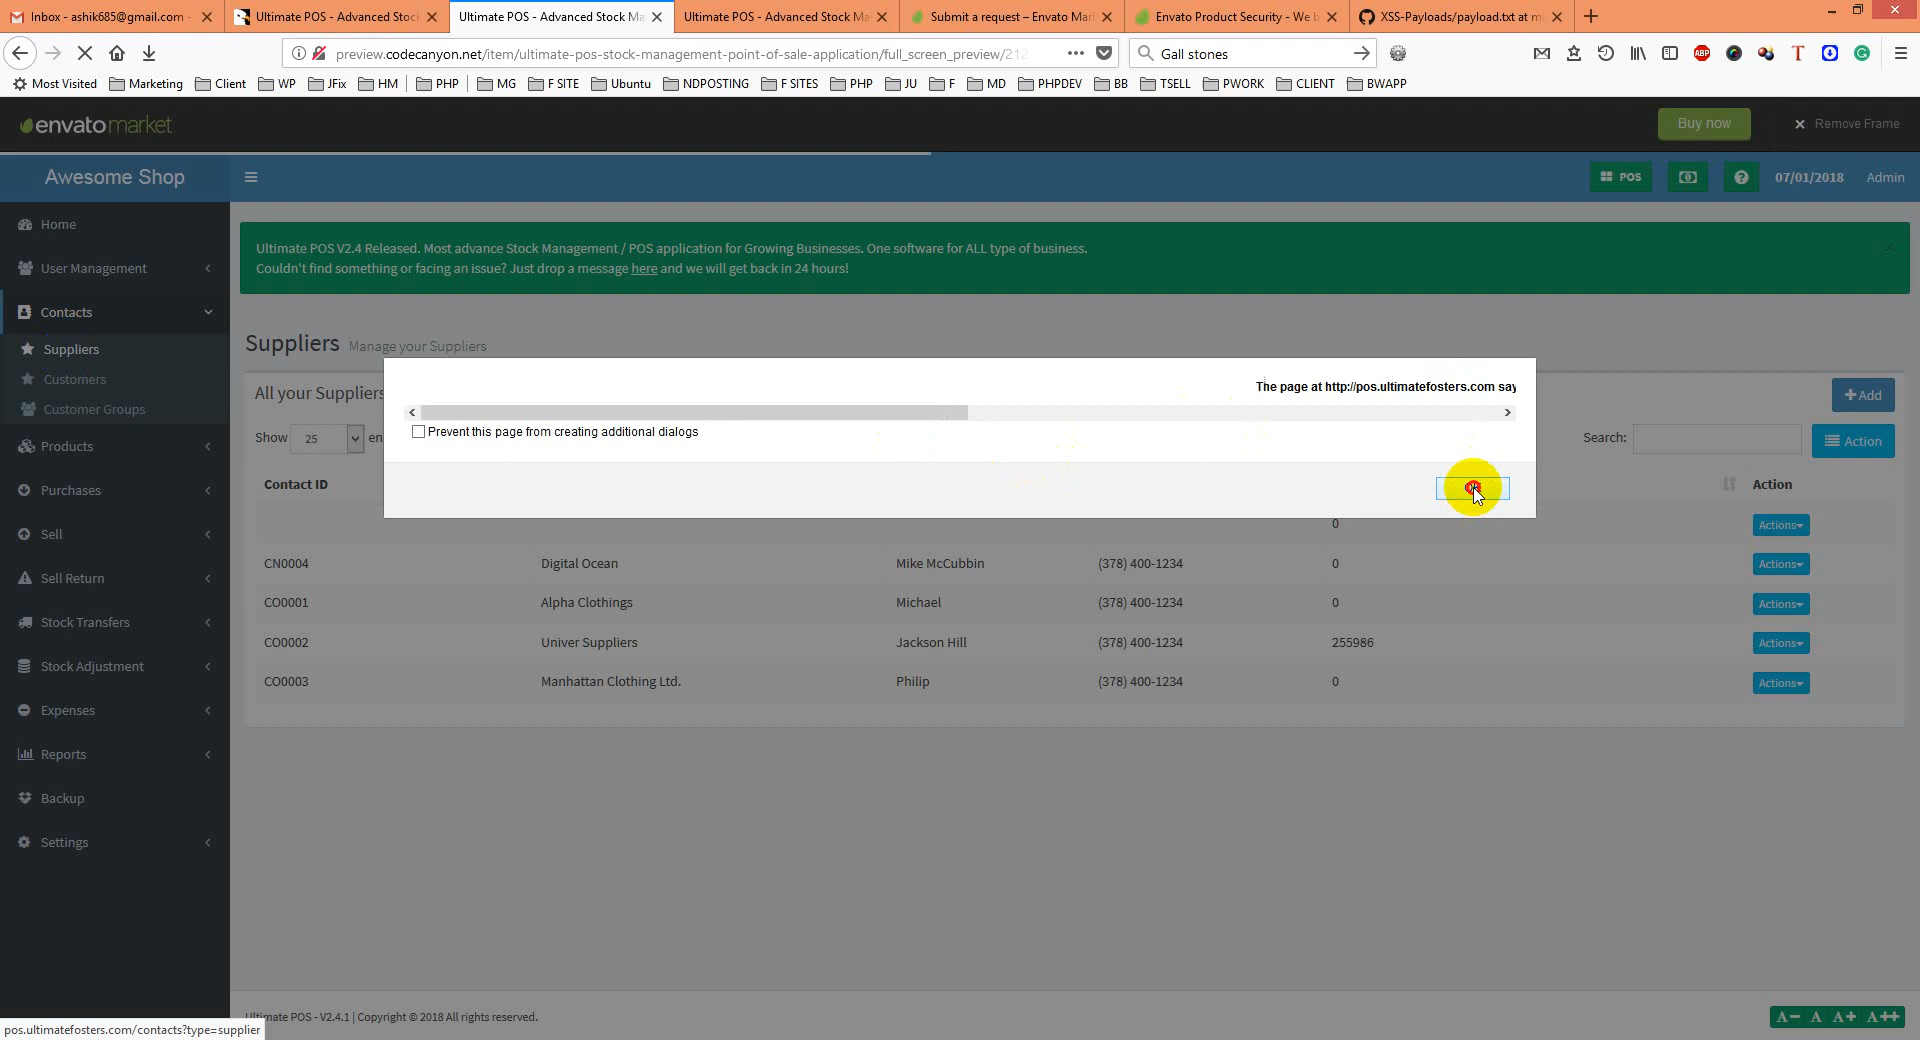 Inbox - ashik685@gmail.com -
Ultimate POS - Advanced Stoc
Ultimate POS - Advanced Stock Ma
Ultimate POS - Advanced Stock Ma
Submit a request – Envato Mar
Envato Product Security - We b
XSS-Payloads/payload.txt at m
preview.codecanyon.net/item/ultimate-pos-stock-management-point-of-sale-application/full_screen_preview/212
Gall stones
ABP
T
G
Most Visited
Marketing
Client
WP
JFix
HM
PHP
MG
F SITE
Ubuntu
NDPOSTING
F SITES
PHP
JU
F
MD
PHPDEV
BB
TSELL
PWORK
CLIENT
BWAPP
envatomarket
Buy now
Remove Frame
Awesome Shop
POS
07/01/2018
Admin
Home
User Management
Contacts
Suppliers
Customers
Customer Groups
Products
Purchases
Sell
Sell Return
Stock Transfers
Stock Adjustment
Expenses
Reports
Backup
Settings
Ultimate POS V2.4 Released. Most advance Stock Management / POS application for Growing Businesses. One software for ALL type of business.
Couldn't find something or facing an issue? Just drop a message here and we will get back in 24 hours!
Suppliers Manage your Suppliers
All your Suppliers
Add
Show 25 en
Search:
Action
The page at http://pos.ultimatefosters.com say
Prevent this page from creating additional dialogs
Contact ID
Action
0 Actions
CN0004 Digital Ocean Mike McCubbin (378) 400-1234 0 Actions
CO0001 Alpha Clothings Michael (378) 400-1234 0 Actions
CO0002 Univer Suppliers Jackson Hill (378) 400-1234 255986 Actions
CO0003 Manhattan Clothing Ltd. Philip (378) 400-1234 0 Actions
Ultimate POS - V2.4.1 | Copyright © 2018 All rights reserved.
A− A A+ A++
pos.ultimatefosters.com/contacts?type=supplier